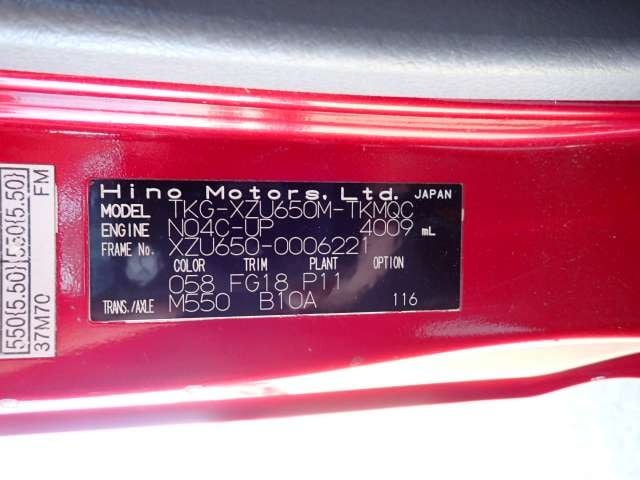 Hino Motors, Ltd. JAPAN
MODEL TKG-XZU650M-TKMQC
ENGINE N04C-UP 4009 mL
FRAME No. XZU650-0006221
COLOR TRIM PLANT OPTION
058 FG18 P11
TRANS./AXLE M550 B10A 116
550{5.50} 550{5.50}
37M70 FM